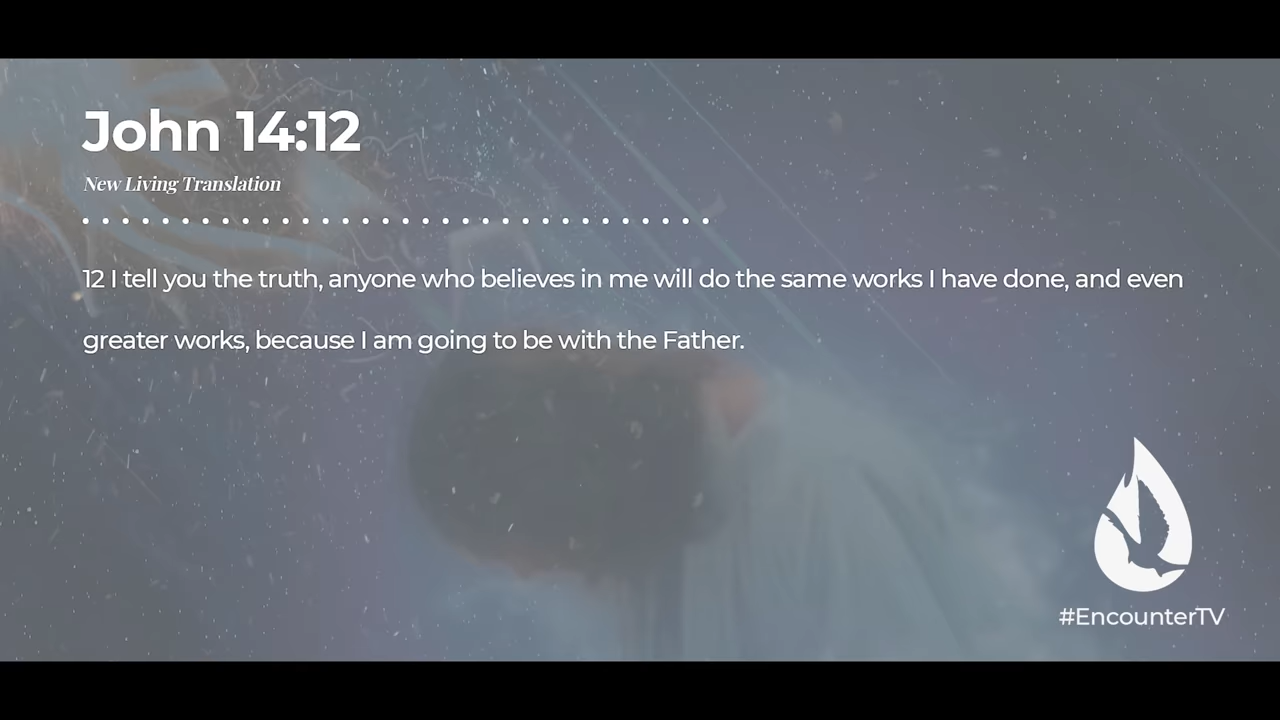 John 14:12
New Living Translation
12 I tell you the truth, anyone who believes in me will do the same works I have done, and even
greater works, because I am going to be with the Father.
#EncounterTV